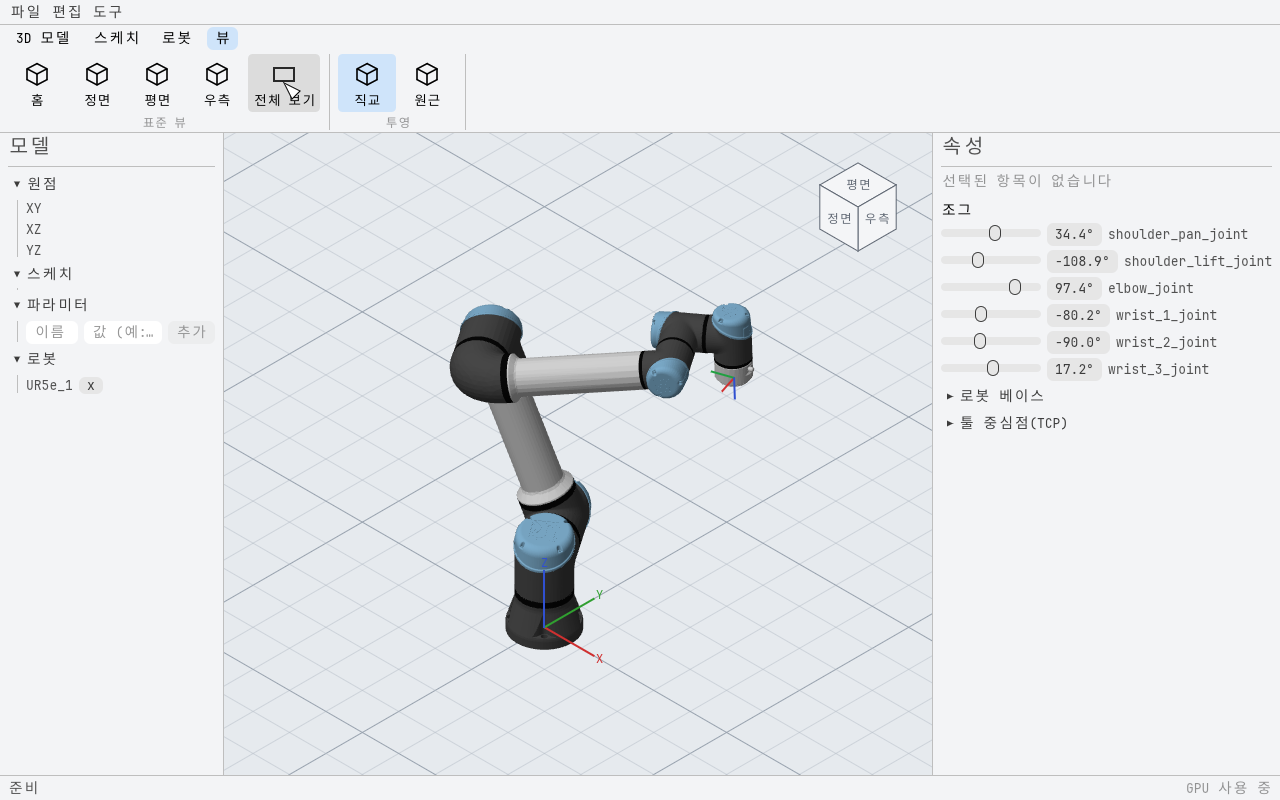 파일 편집 도구
3D 모델 스케치 로봇 뷰
홈 정면 평면 우측 전체 보기 직교 원근
표준 뷰 투영
모델
▼ 원점
XY
XZ
YZ
▼ 스케치
▼ 파라미터
이름 값 (예:… 추가
▼ 로봇
UR5e_1 x
평면
정면 우측
Z
Y
X
속성
선택된 항목이 없습니다
조그
34.4° shoulder_pan_joint
-108.9° shoulder_lift_joint
97.4° elbow_joint
-80.2° wrist_1_joint
-90.0° wrist_2_joint
17.2° wrist_3_joint
▶ 로봇 베이스
▶ 툴 중심점(TCP)
준비 GPU 사용 중